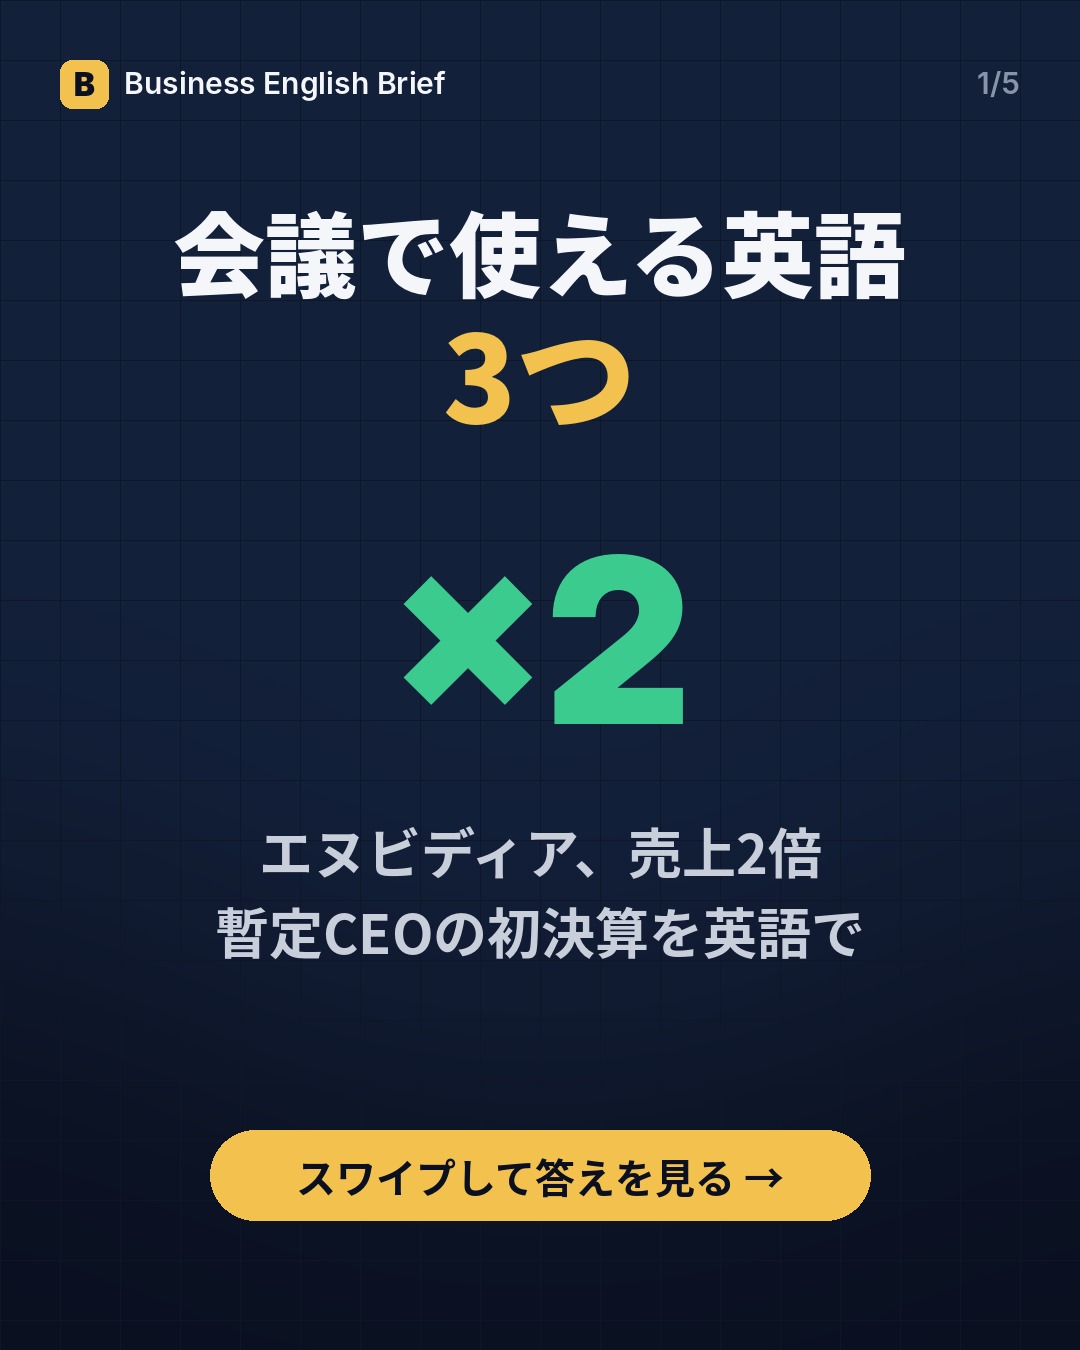 B Business English Brief
1/5
会議で使える英語
3つ
×2
エヌビディア、売上2倍
暫定CEOの初決算を英語で
スワイプして答えを見る →